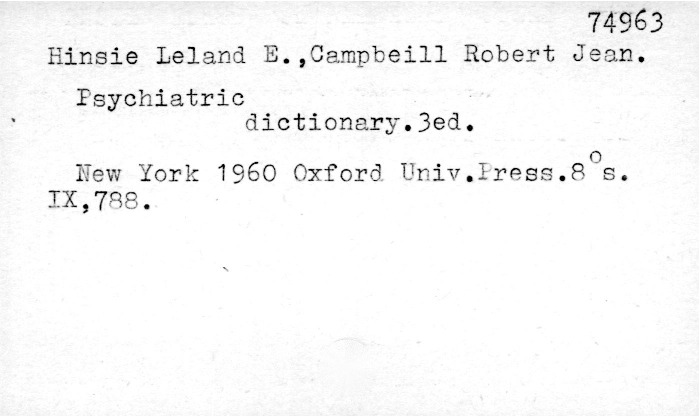 74963
Hinsie Leland E.,Campbeill Robert Jean.
Psychiatric
dictionary.3ed.
New York 1960 Oxford Univ.Press.8°s.
IX,788.